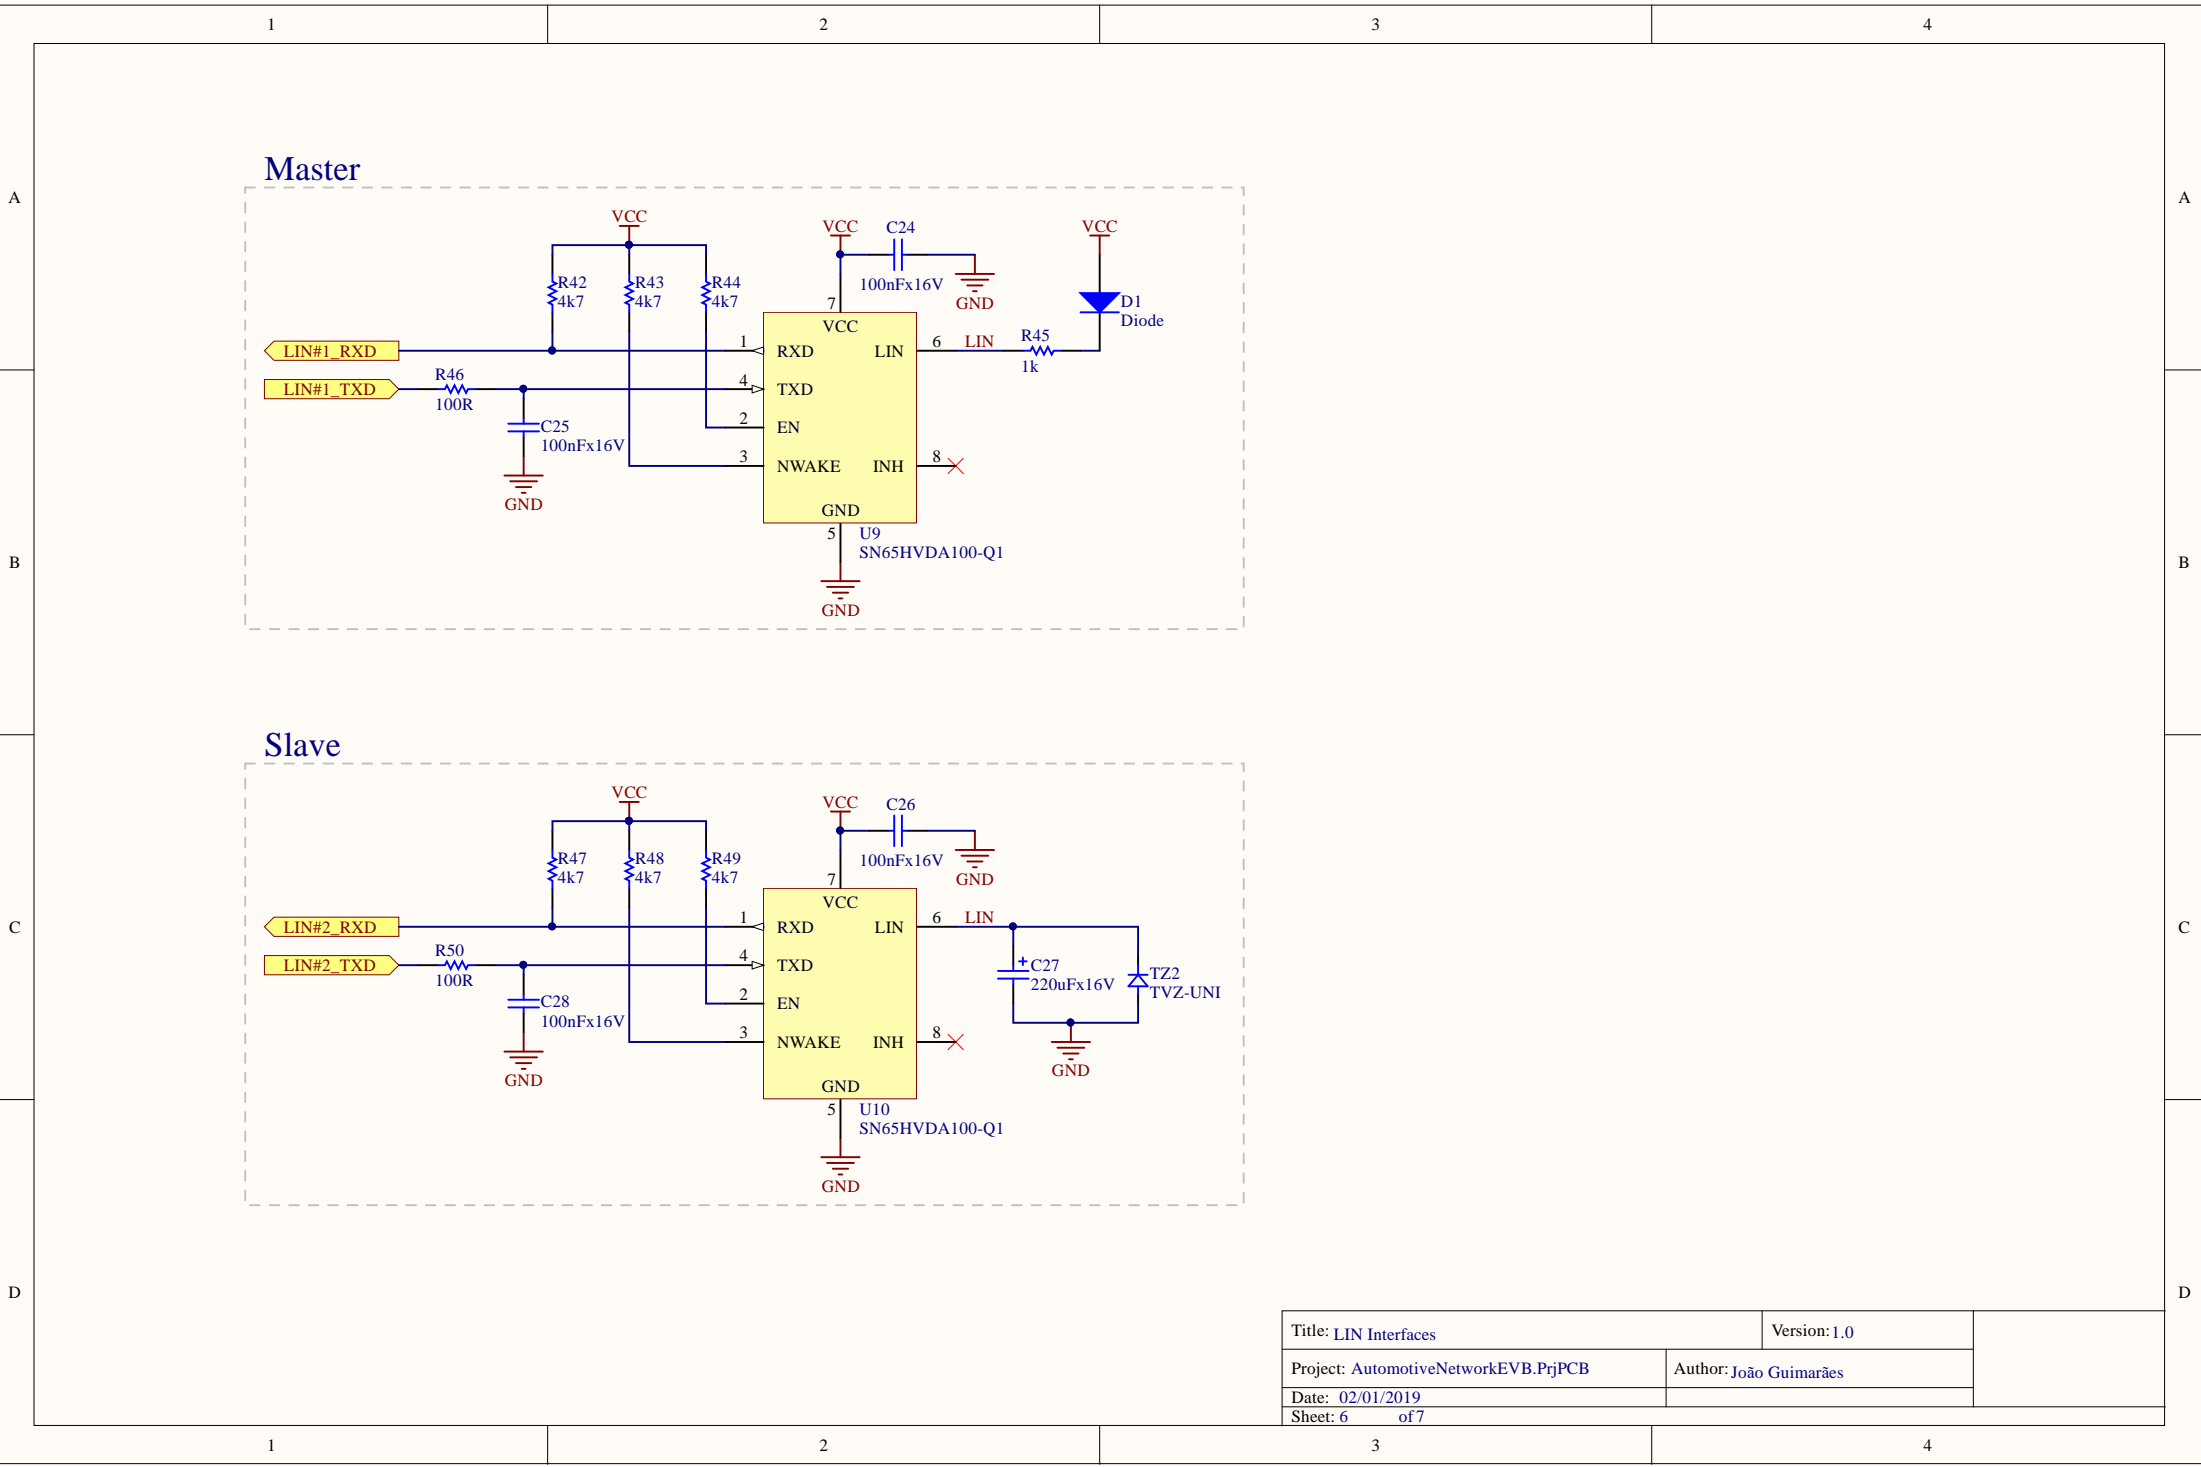 1 2 3 4
A A
Master
VCC
VCC C24 VCC
R42 R43 R44
4k7 4k7 4k7
100nFx16V
GND
7
D1
Diode
VCC
LIN#1_RXD 1 RXD LIN 6 LIN R45
1k
LIN#1_TXD R46 4 TXD
100R
2 EN
C25
100nFx16V
3 NWAKE INH 8
GND
GND
5 U9
SN65HVDA100-Q1
GND
B B
Slave
VCC
VCC C26
R47 R48 R49
4k7 4k7 4k7
100nFx16V
GND
7
VCC
LIN#2_RXD 1 RXD LIN 6 LIN
C C
LIN#2_TXD R50 4 TXD
100R
+ C27
220uFx16V
TZ2
TVZ-UNI
2 EN
C28
100nFx16V
3 NWAKE INH 8
GND
GND
GND
5 U10
SN65HVDA100-Q1
GND
D D
Title: LIN Interfaces Version: 1.0
Project: AutomotiveNetworkEVB.PrjPCB Author: João Guimarães
Date: 02/01/2019
Sheet: 6 of 7
1 2 3 4